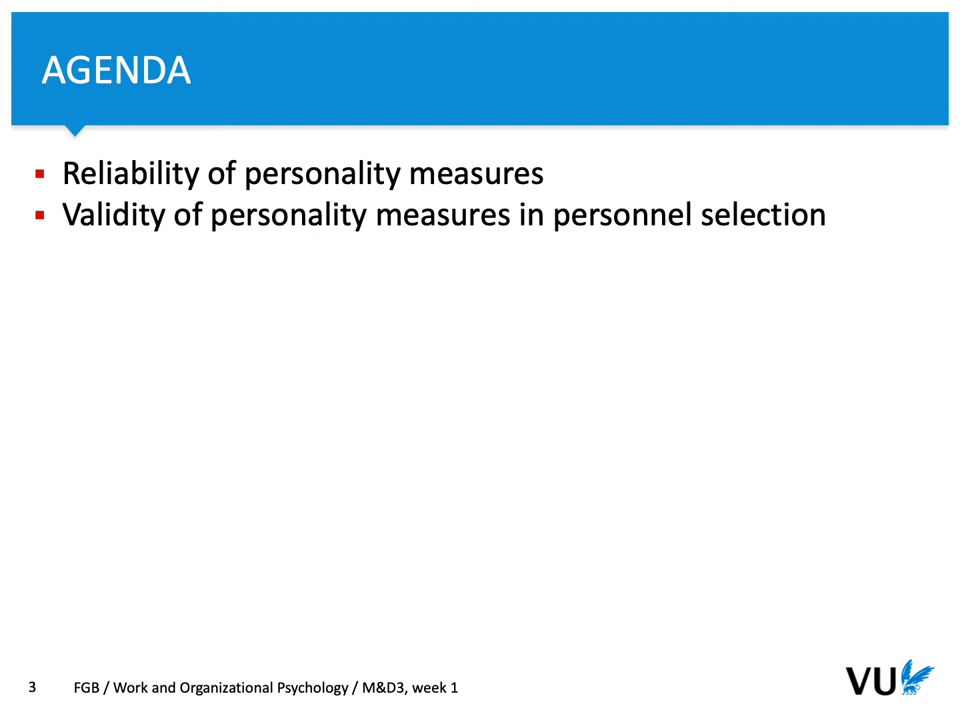 AGENDA
▪ Reliability of personality measures
▪ Validity of personality measures in personnel selection
3 FGB / Work and Organizational Psychology / M&D3, week 1
VU